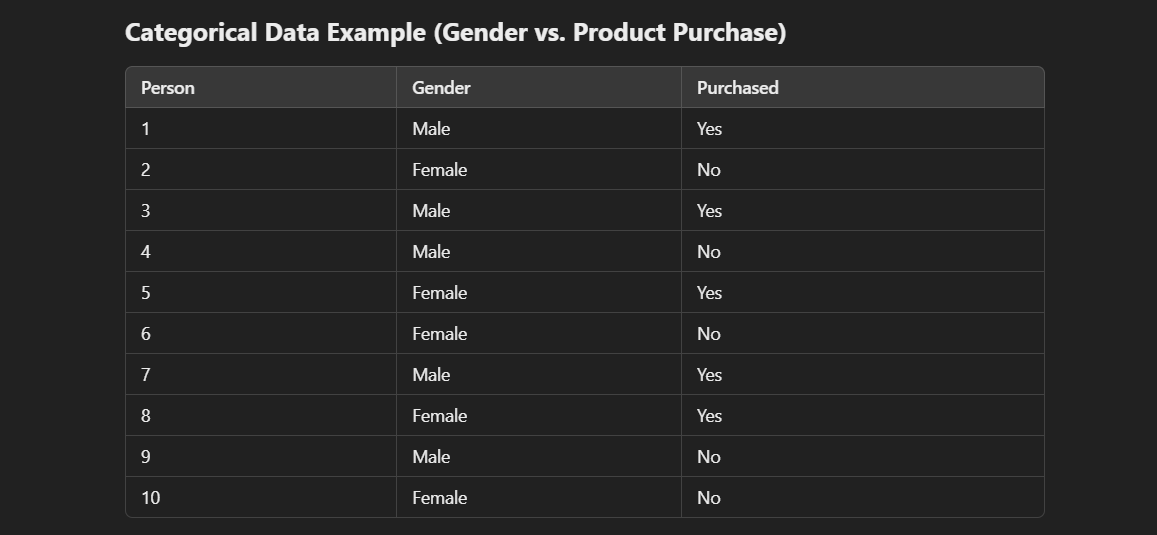 Categorical Data Example (Gender vs. Product Purchase)
Person Gender Purchased
1 Male Yes
2 Female No
3 Male Yes
4 Male No
5 Female Yes
6 Female No
7 Male Yes
8 Female Yes
9 Male No
10 Female No